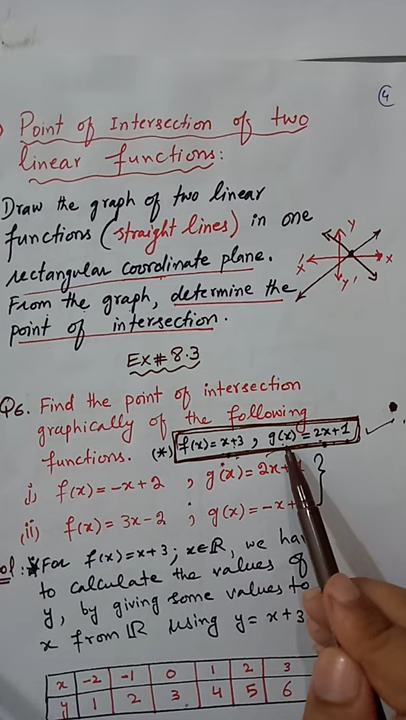 4
Point of Intersection of two
linear functions:
Draw the graph of two linear
functions (straight lines) in one
rectangular coordinate plane.
From the graph, determine the
point of intersection.
Y
X' X
Y'
EX# 8.3
Q6. Find the point of intersection
graphically of the following
functions. (*) f(x)=x+3, g(x)=2x+1
i) f(x)=-x+2 , g(x)=2x
(ii) f(x)=3x-2 ; g(x)=-x+
For f(x)=x+3; x∈ℝ, we
to calculate the values of
y, by giving some values to
x from ℝ using y=x+3
x -2 -1 0 1 2 3
y 1 2 3 4 5 6